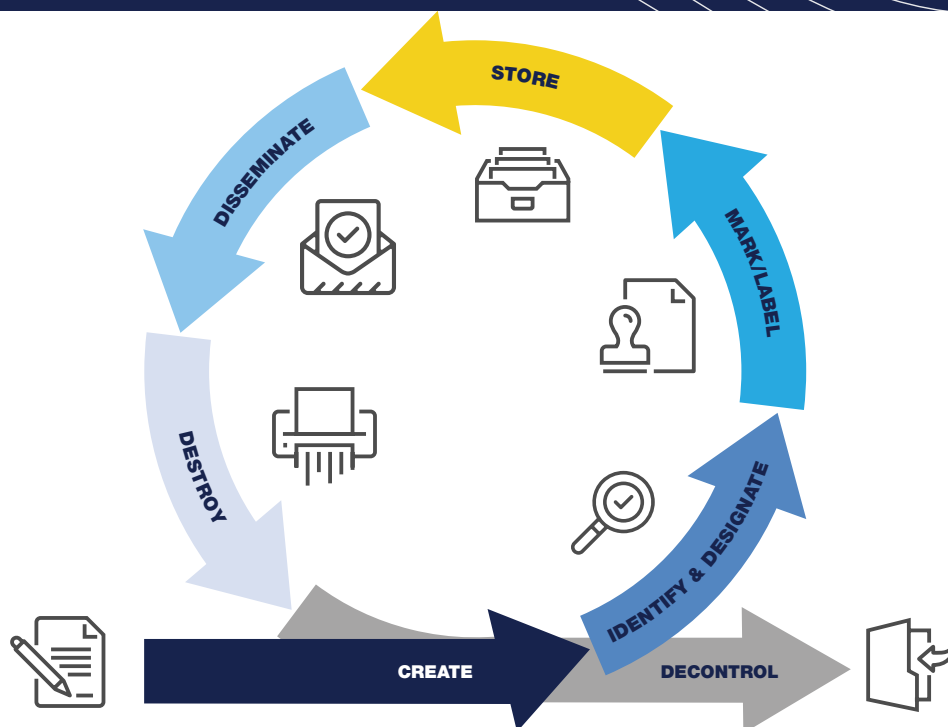 STORE
DISSEMINATE
MARK/LABEL
DESTROY
IDENTIFY & DESIGNATE
CREATE
DECONTROL